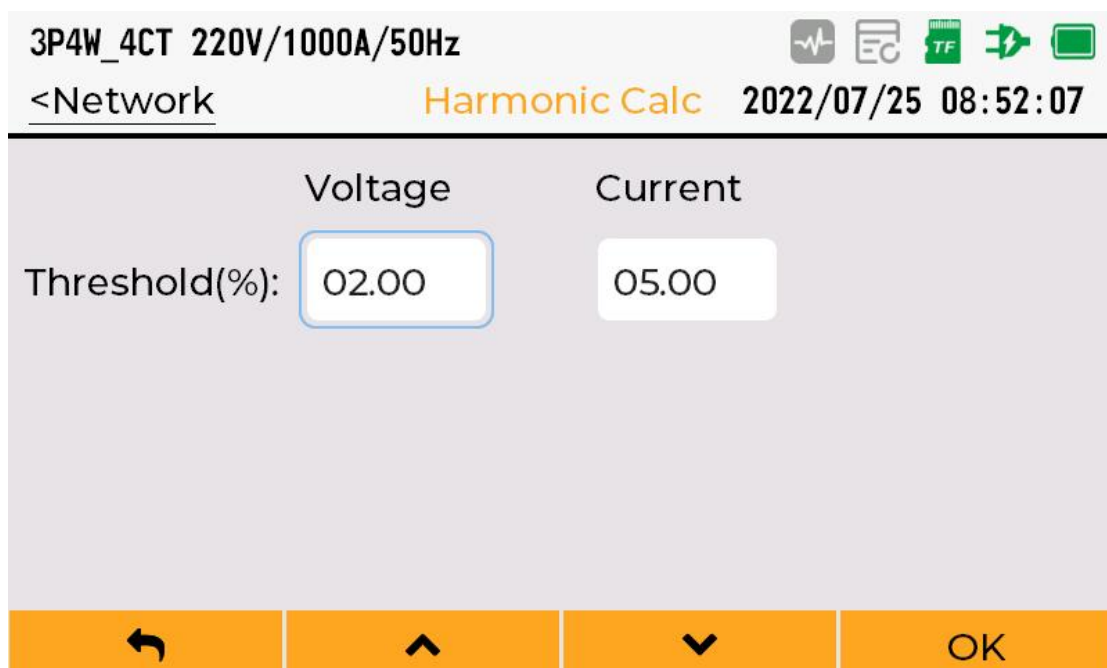 3P4W_4CT 220V/1000A/50Hz
TF
<Network Harmonic Calc 2022/07/25 08:52:07
Voltage Current
Threshold(%): 02.00 05.00
OK